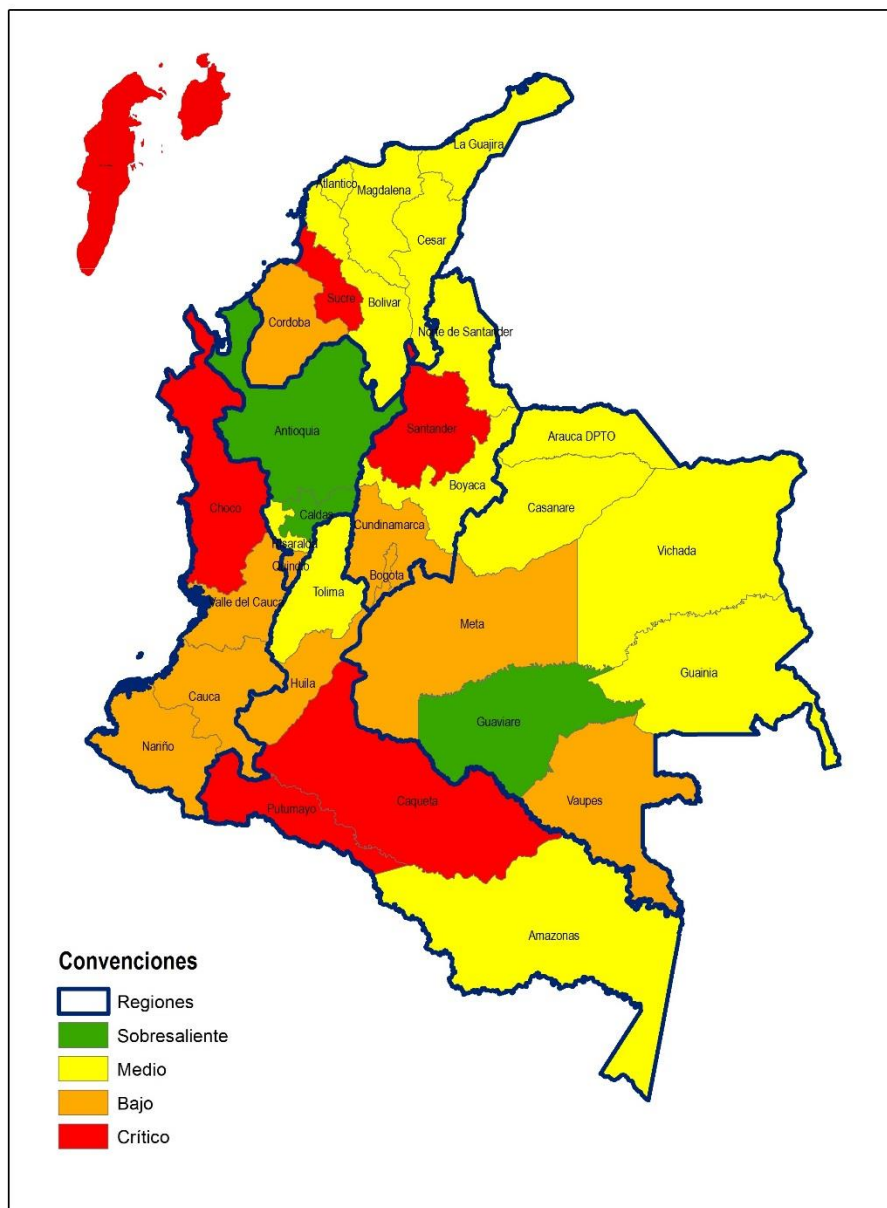 La Guajira
Atlantico
Magdalena
Cesar
Sucre
Bolivar
Cordoba
Norte de Santander
Antioquia
Santander
Arauca DPTO
Boyaca
Choco
Caldas
Casanare
Cundinamarca
Risaralda
Vichada
Quindio
Bogota
Tolima
Valle del Cauca
Meta
Guainia
Huila
Cauca
Guaviare
Nariño
Caqueta
Vaupes
Putumayo
Amazonas
Convenciones
Regiones
Sobresaliente
Medio
Bajo
Crítico